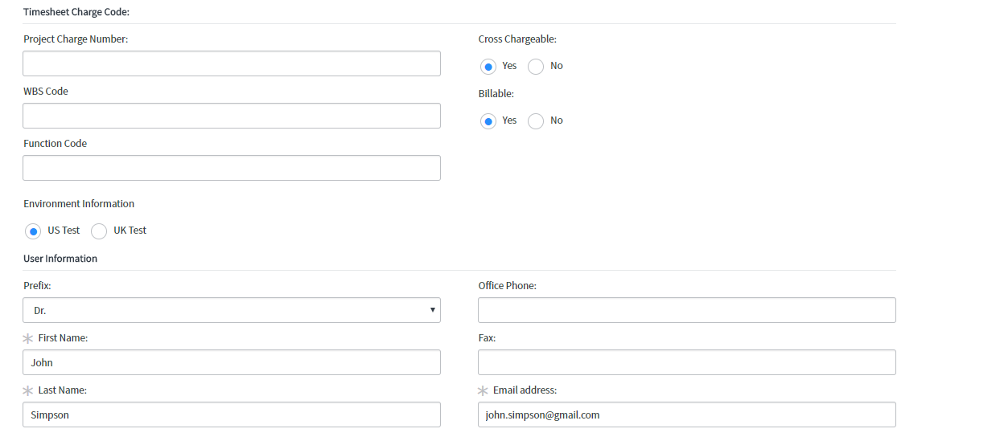 Timesheet Charge Code:
Project Charge Number:
Cross Chargeable:
Yes No
WBS Code
Billable:
Yes No
Function Code
Environment Information
US Test UK Test
User Information
Prefix:
Office Phone:
Dr.
First Name:
Fax:
John
Last Name:
Email address:
Simpson
john.simpson@gmail.com